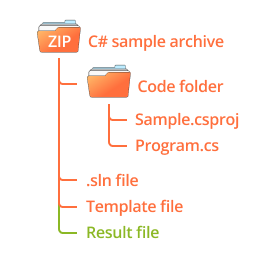 ZIP C# sample archive
Code folder
Sample.csproj
Program.cs
.sln file
Template file
Result file